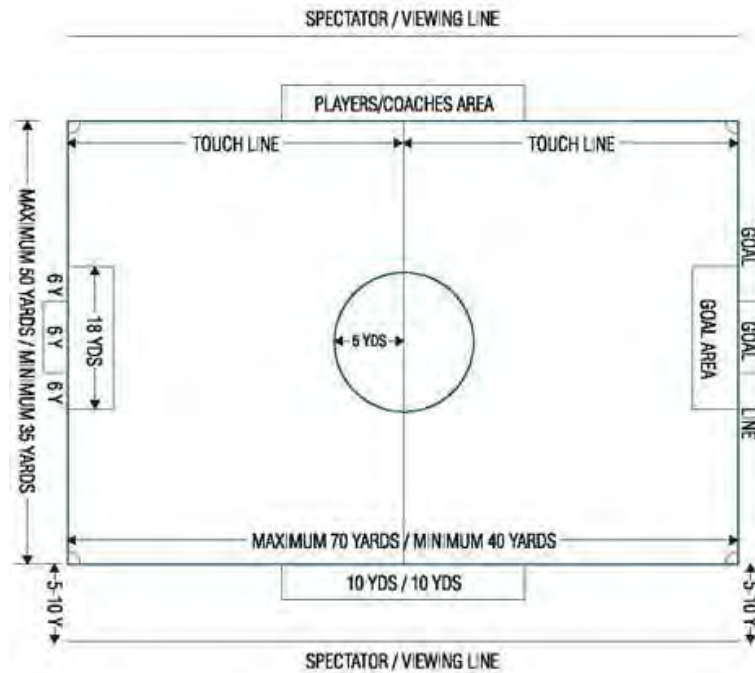 SPECTATOR / VIEWING LINE
PLAYERS/COACHES AREA
TOUCH LINE
TOUCH LINE
MAXIMUM 50 YARDS / MINIMUM 35 YARDS
6 Y
6 Y
6 Y
18 YDS
6 YDS
GOAL AREA
GOAL
GOAL
LINE
MAXIMUM 70 YARDS / MINIMUM 40 YARDS
10 YDS / 10 YDS
5-10 Y
5-10 Y
SPECTATOR / VIEWING LINE